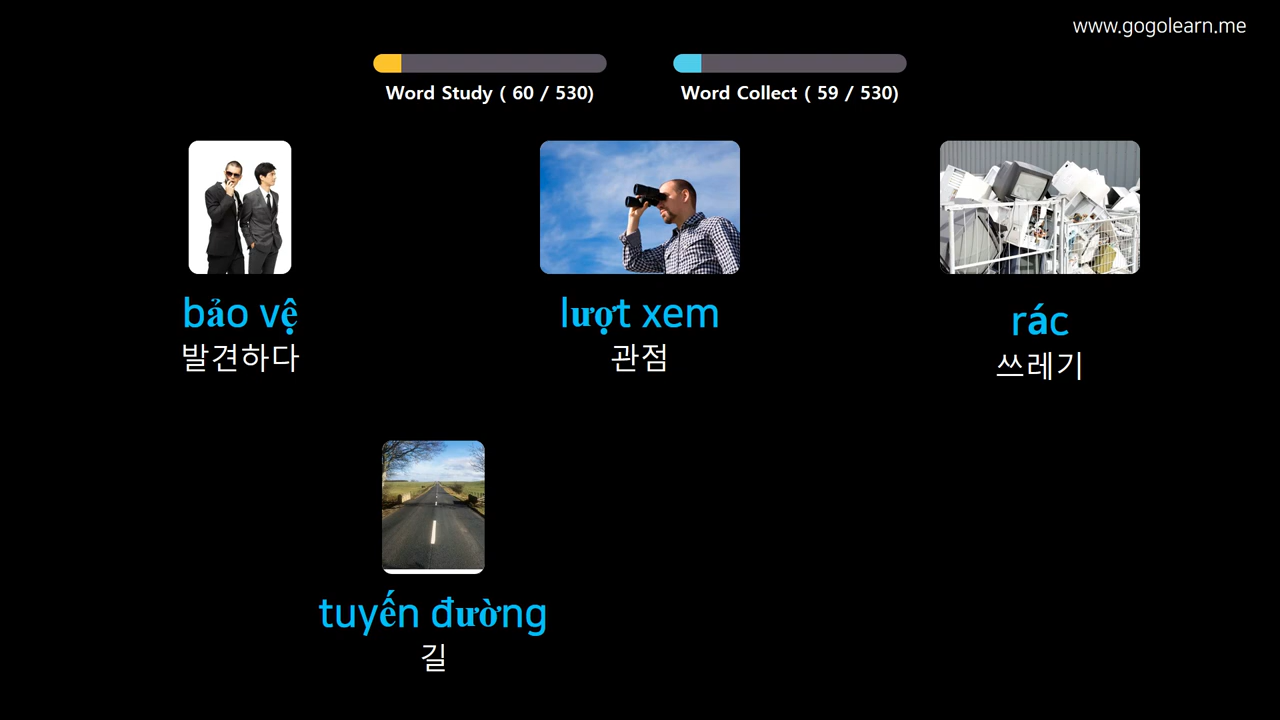 www.gogolearn.me
Word Study ( 60 / 530)
Word Collect ( 59 / 530)
bảo vệ
발견하다
lượt xem
관점
rác
쓰레기
tuyến đường
길